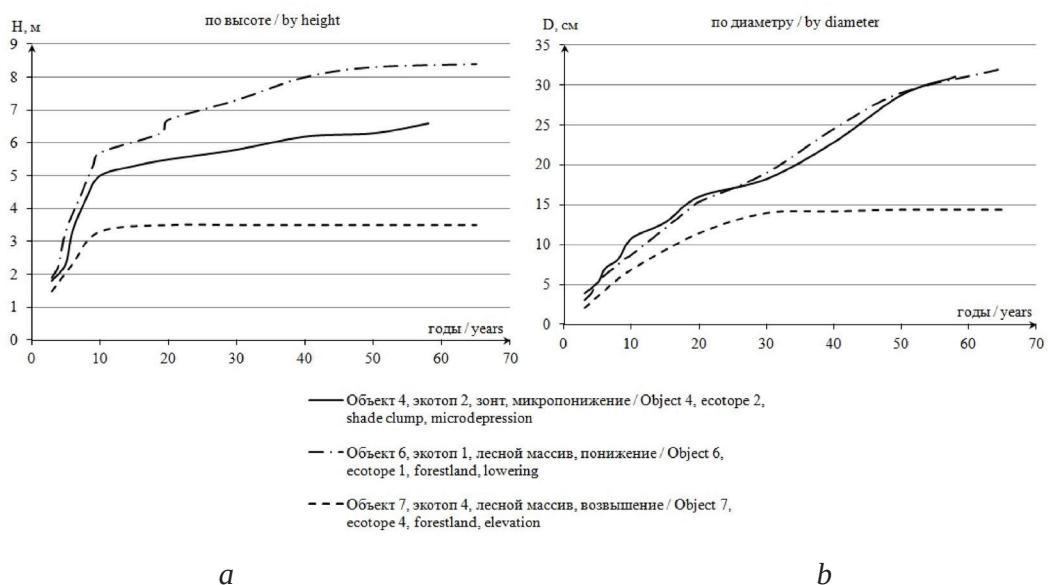 по высоте / by height
H, м
9
8
7
6
5
4
3
2
1
0
годы / years
0 10 20 30 40 50 60 70
по диаметру / by diameter
D, см
35
30
25
20
15
10
5
0
годы / years
0 10 20 30 40 50 60 70
Объект 4, экотоп 2, зонт, микропонижение / Object 4, ecotope 2,
shade clump, microdepression
Объект 6, экотоп 1, лесной массив, понижение / Object 6,
ecotope 1, forestland, lowering
Объект 7, экотоп 4, лесной массив, возвышение / Object 7,
ecotope 4, forestland, elevation
a
b